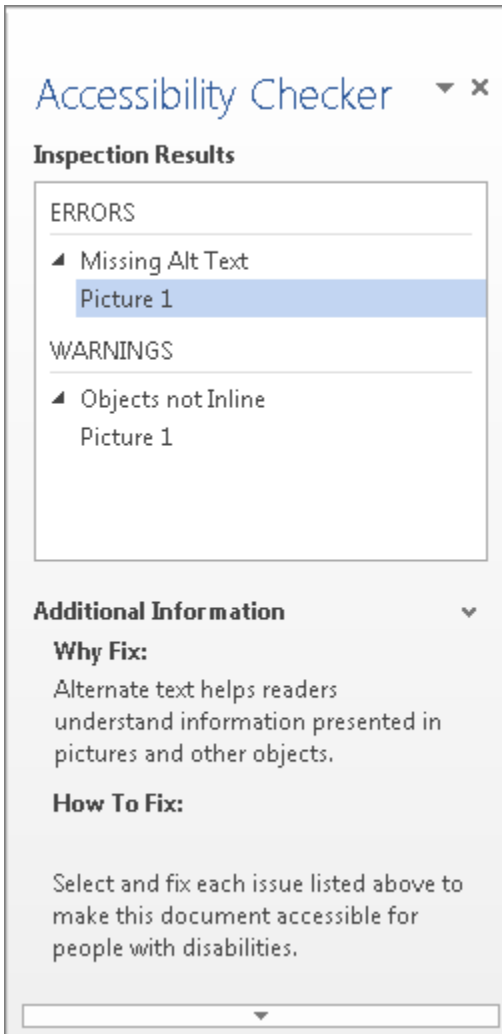 Accessibility Checker
Inspection Results
ERRORS
Missing Alt Text
Picture 1
WARNINGS
Objects not Inline
Picture 1
Additional Information
Why Fix:
Alternate text helps readers
understand information presented in
pictures and other objects.
How To Fix:
Select and fix each issue listed above to
make this document accessible for
people with disabilities.